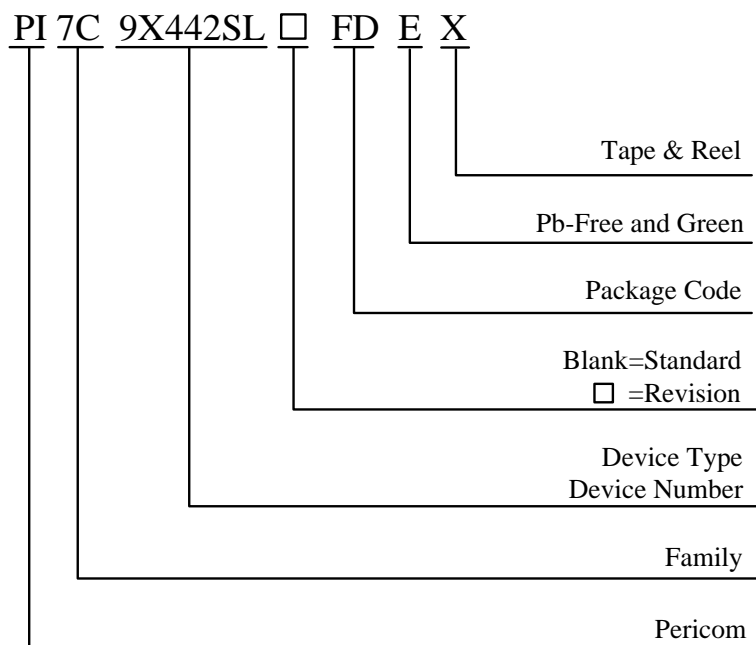 PI 7C 9X442SL □ FD E X
Tape & Reel
Pb-Free and Green
Package Code
Blank=Standard
□ =Revision
Device Type
Device Number
Family
Pericom